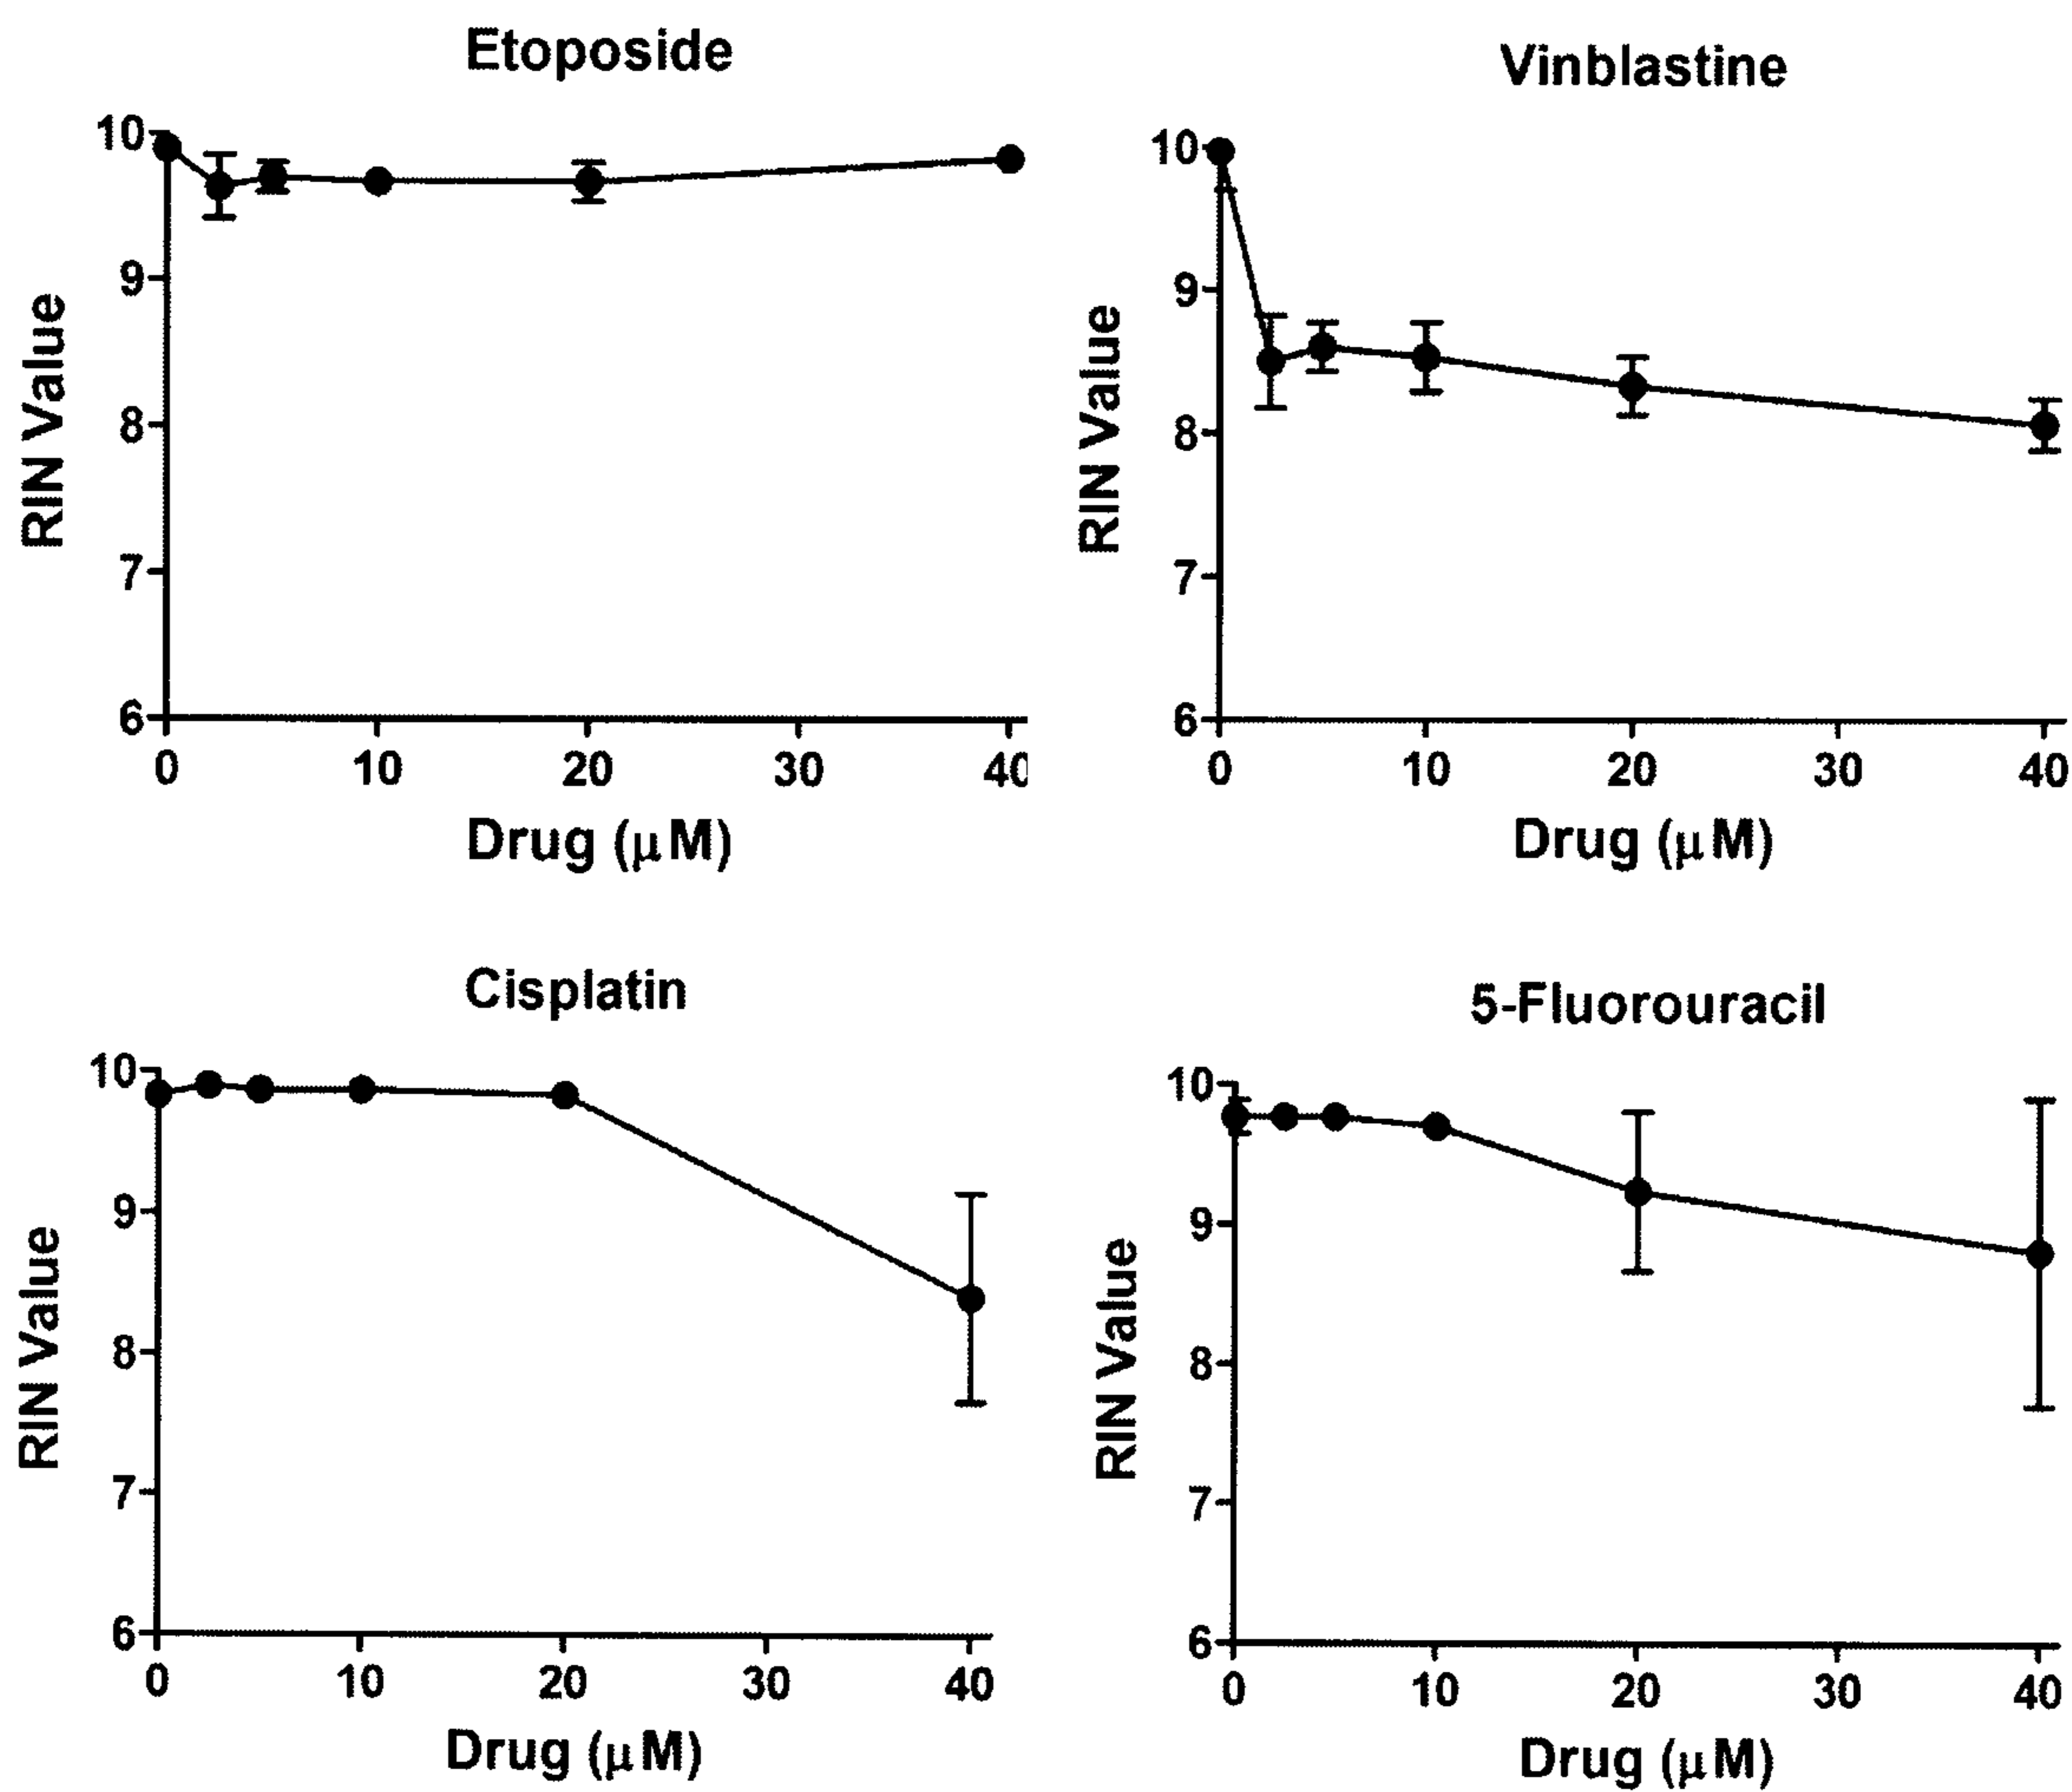 Etoposide
RIN Value
10
9
8
7
6
0 10 20 30 40
Drug (μM)
Vinblastine
RIN Value
10
9
8
7
6
0 10 20 30 40
Drug (μM)
Cisplatin
RIN Value
10
9
8
7
6
0 10 20 30 40
Drug (μM)
5-Fluorouracil
RIN Value
10
9
8
7
6
0 10 20 30 40
Drug (μM)